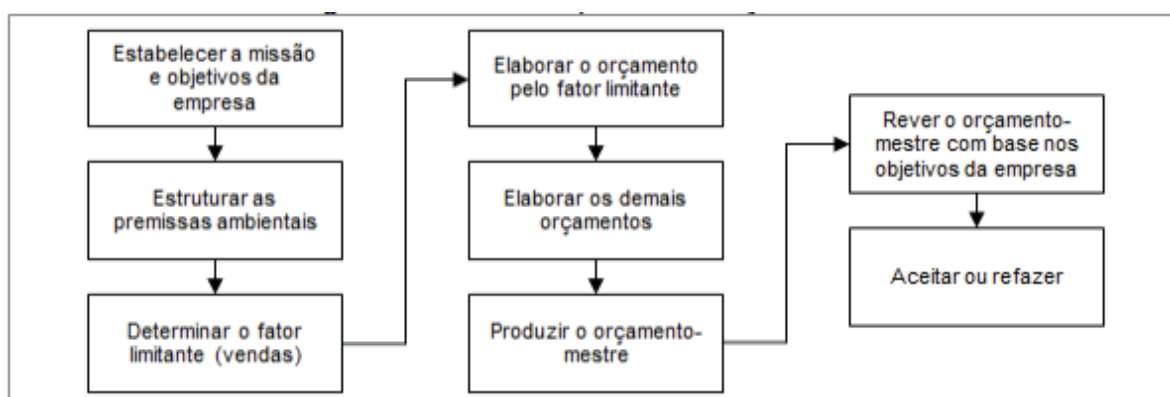 Estabelecer a missão
e objetivos da
empresa
Estruturar as
premissas ambientais
Determinar o fator
limitante (vendas)
Elaborar o orçamento
pelo fator limitante
Elaborar os demais
orçamentos
Produzir o orçamento-
mestre
Rever o orçamento-
mestre com base nos
objetivos da empresa
Aceitar ou refazer